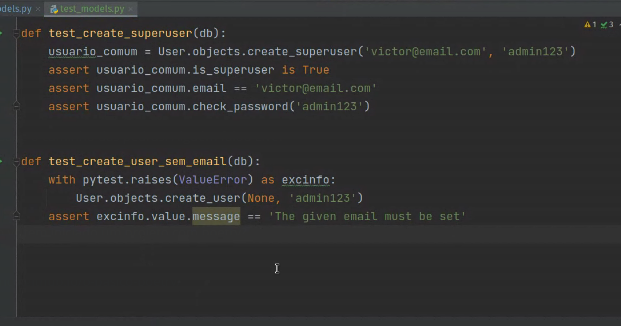 dels.py × test_models.py ×
1 3
def test_create_superuser(db):
usuario_comum = User.objects.create_superuser('victor@email.com', 'admin123')
assert usuario_comum.is_superuser is True
assert usuario_comum.email == 'victor@email.com'
assert usuario_comum.check_password('admin123')
def test_create_user_sem_email(db):
with pytest.raises(ValueError) as excinfo:
User.objects.create_user(None, 'admin123')
assert excinfo.value.message == 'The given email must be set'